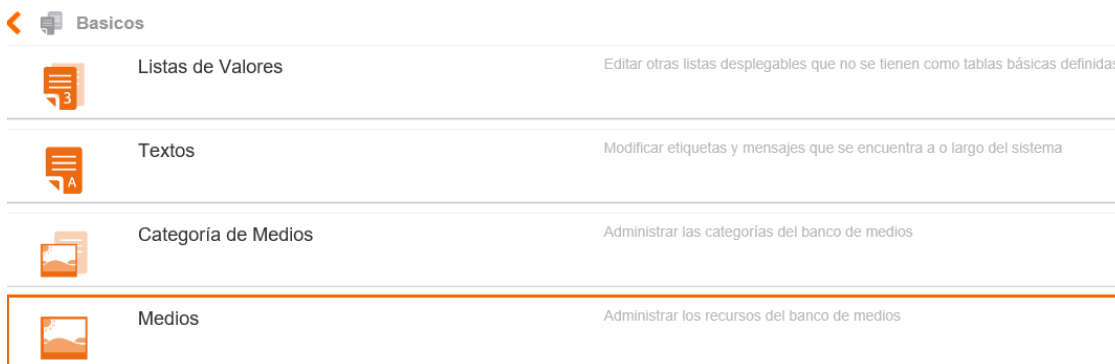 Basicos
Listas de Valores
Editar otras listas desplegables que no se tienen como tablas básicas definidas
3
Textos
Modificar etiquetas y mensajes que se encuentra a o largo del sistema
A
Categoría de Medios
Administrar las categorías del banco de medios
Medios
Administrar los recursos del banco de medios